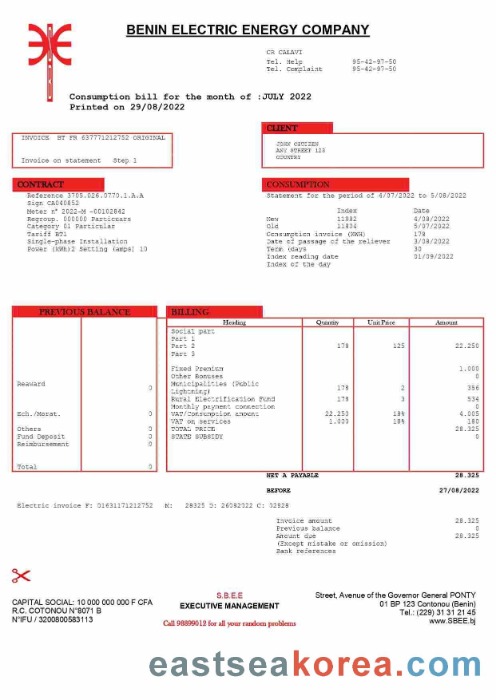 BENIN ELECTRIC ENERGY COMPANY
CR CALAVI
Tel. Help 95-42-97-50
Tel. Complaint 95-42-97-50
Consumption bill for the month of :JULY 2022
Printed on 29/08/2022
INVOICE BT FR 637771212752 ORIGINAL
Invoice on statement Step 1
CLIENT
JOHN CITIZEN
ANY STREET 123
COUNTRY
CONTRACT
Reference 3705.026.0770.1.A.A
Sign CA040852
Meter n° 2022-M -00102842
Regroup. 000000 Particuars
Category 01 Particular
Tariff BT1
Single-phase Installation
Power (kWh)2 Setting (amps) 10
CONSUMPTION
Statement for the period of 4/07/2022 to 5/08/2022
Index Date
New 11982 4/08/2022
Old 11804 5/07/2022
Consumption invoice (KWH) 178
Date of passage of the reliever 3/08/2022
Term (days 30
Index reading date 01/09/2022
Index of the day
PREVIOUS BALANCE
Reaward 0
Ech./Morat. 0
Others 0
Fund Deposit 0
Reimbursement 0
Total 0
BILLING
Heading Quantity Unit Price Amount
Social part
Part 1
Part 2 178 125 22.250
Part 3
Fixed Premium 1.000
Other Bonuses 0
Municipalities (Public
Lightning) 178 2 356
Rural Electrification Fund 178 3 534
Monthly payment connection 0
VAT/Consumption amount 22.250 18% 4.005
VAT on services 1.000 18% 180
TOTAL PRICE 28.325
STATE SUBSIDY 0
NET A PAYABLE 28.325
BEFORE 27/08/2022
Electric invoice F: 01631171212752 M: 28325 D: 26082022 C: 02828
Invoice amount 28.325
Previous balance 0
Amount due 28.325
(Except mistake or omission)
Bank references
CAPITAL SOCIAL: 10 000 000 000 F CFA
R.C. COTONOU N°8071 B
N°IFU / 3200800583113
S.B.E.E
EXECUTIVE MANAGEMENT
Call 98899012 for all your random problems
Street, Avenue of the Governor General PONTY
01 BP 123 Contonou (Benin)
Tel.: (229) 31 31 21 45
www.SBEE.bj
eastseakorea.com